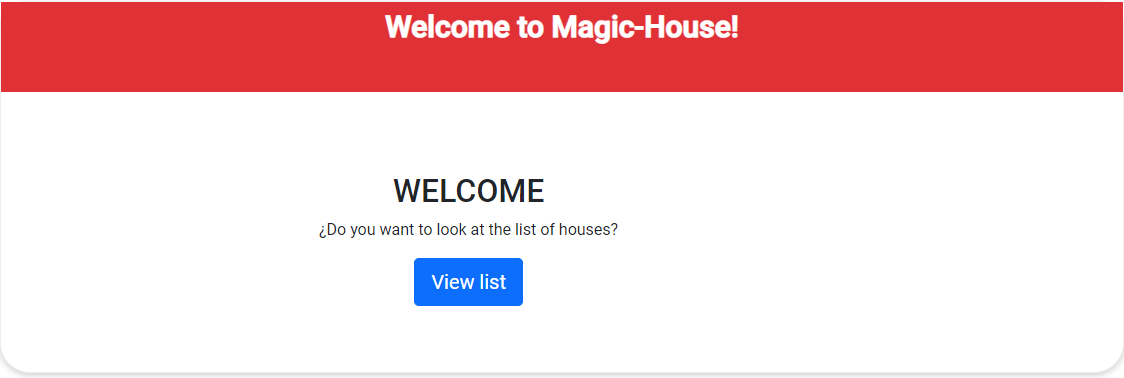 Welcome to Magic-House!
WELCOME
¿Do you want to look at the list of houses?
View list